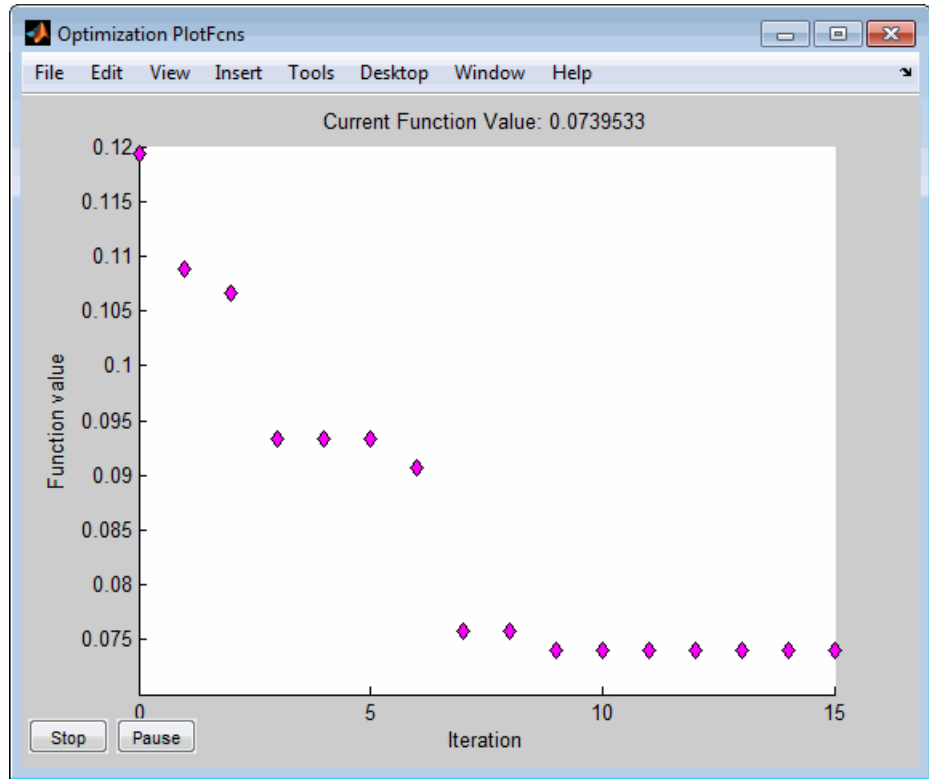 Optimization PlotFcns
File Edit View Insert Tools Desktop Window Help
Current Function Value: 0.0739533
0.12
0.115
0.11
0.105
0.1
0.095
0.09
0.085
0.08
0.075
Function value
0 5 10 15
Iteration
Stop Pause